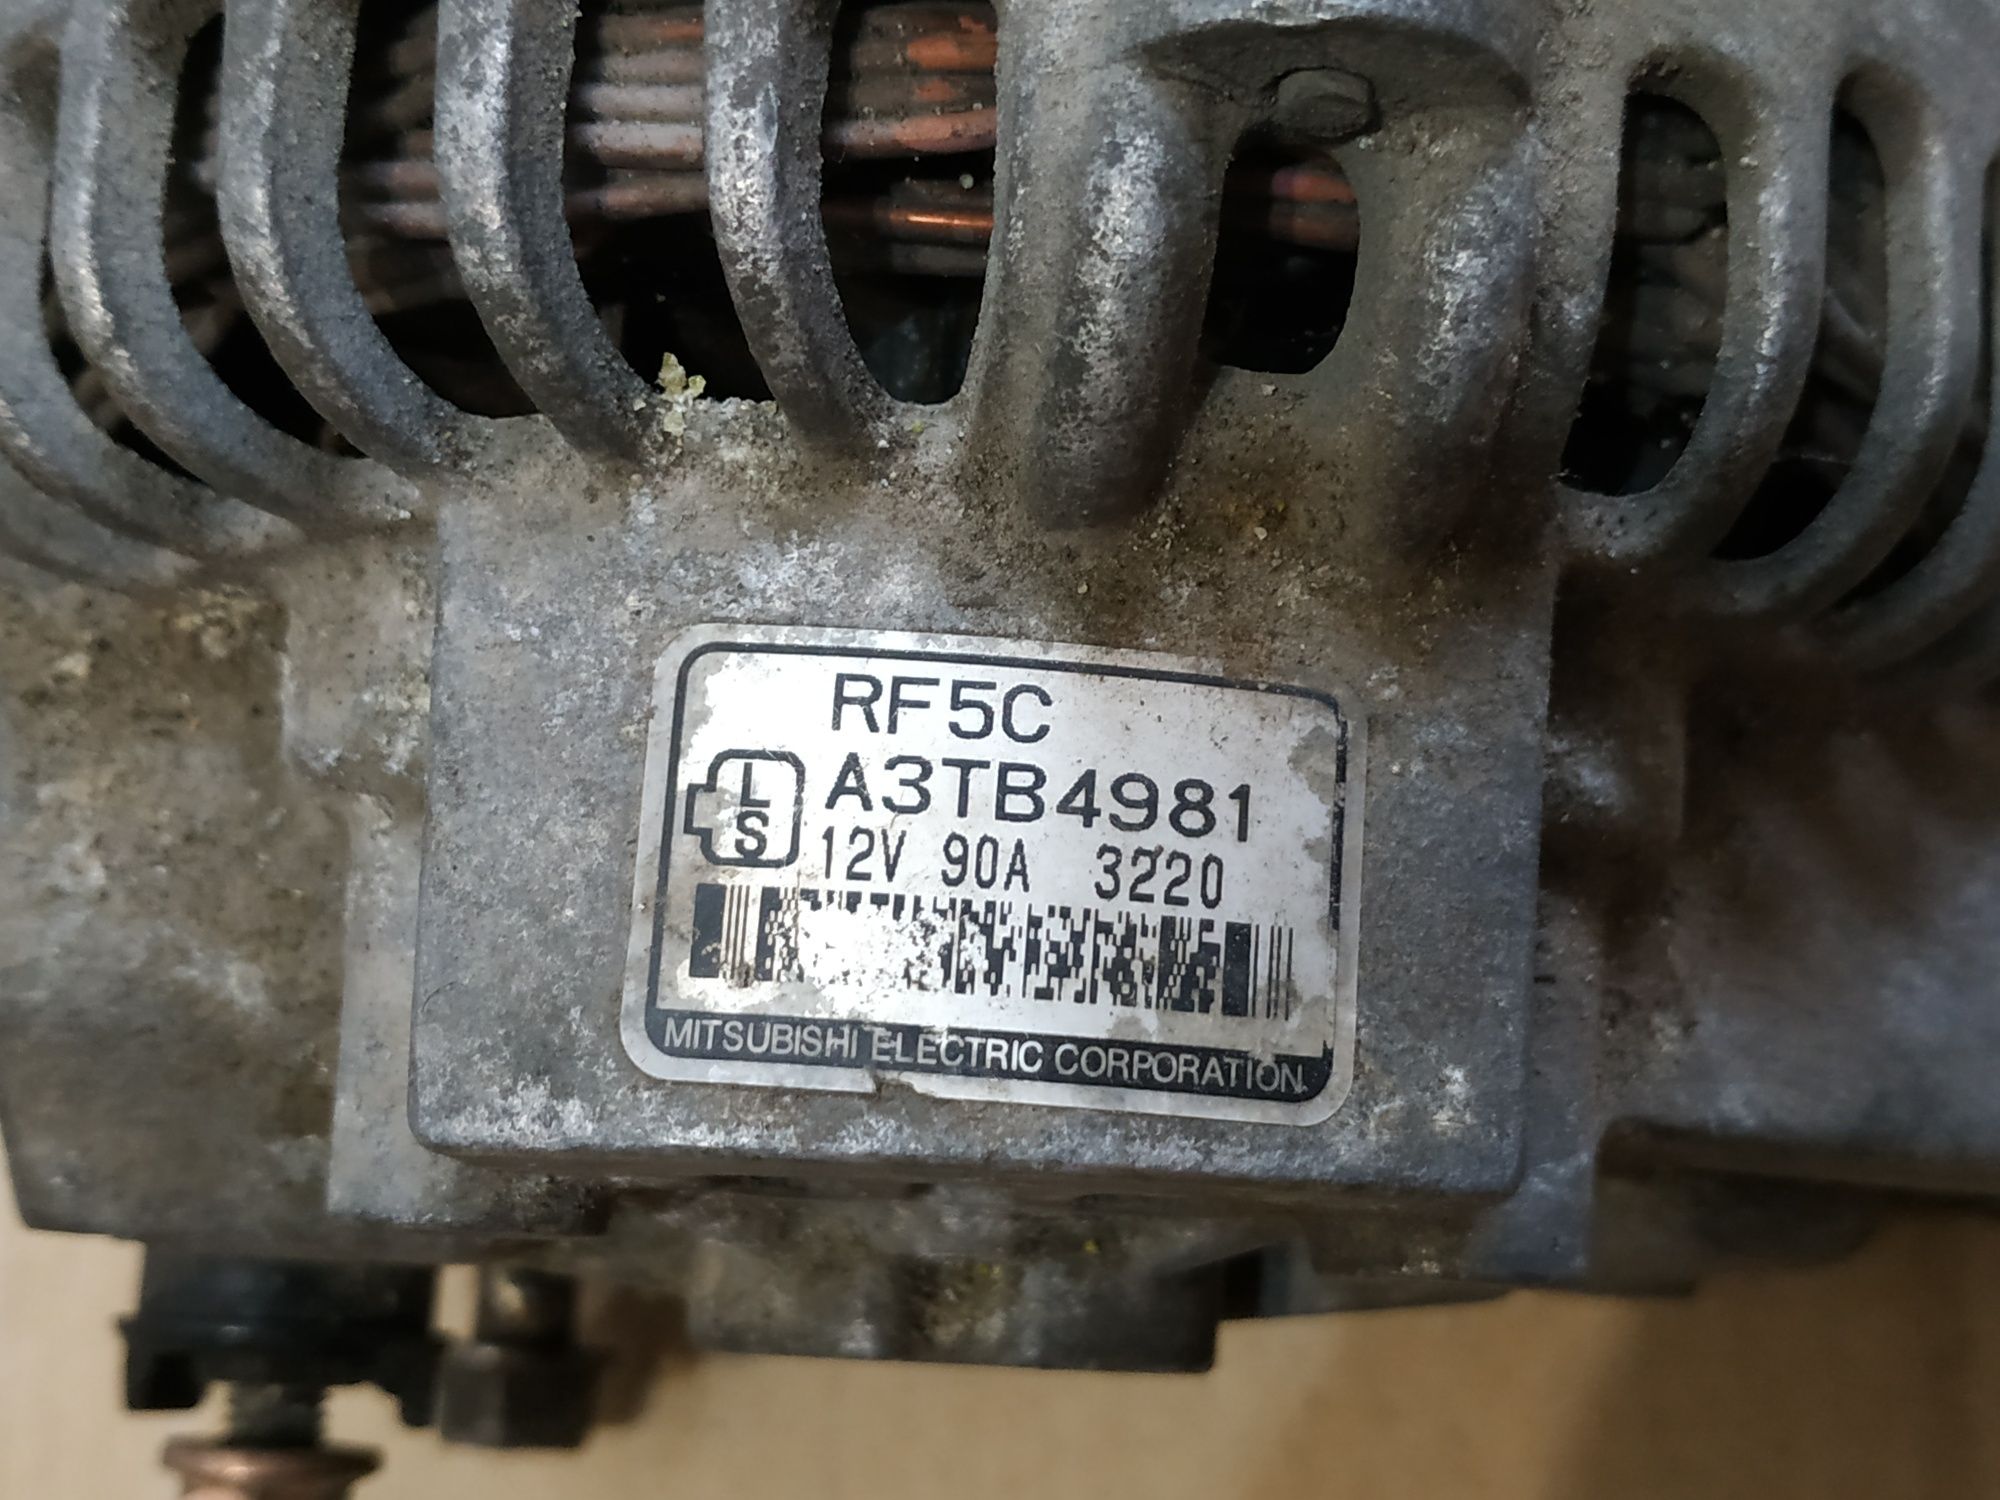 RF5C
L A3TB4981
S 12V 90A 3220
MITSUBISHI ELECTRIC CORPORATION